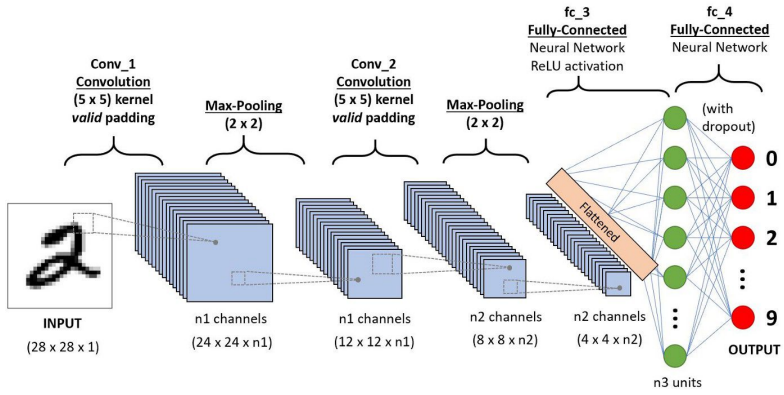 fc_3
Fully-Connected
Neural Network
ReLU activation
fc_4
Fully-Connected
Neural Network
Conv_1
Convolution
(5 x 5) kernel
valid padding
Max-Pooling
(2 x 2)
Conv_2
Convolution
(5 x 5) kernel
valid padding
Max-Pooling
(2 x 2)
(with
dropout)
Flattened
0
1
2
9
INPUT
(28 x 28 x 1)
n1 channels
(24 x 24 x n1)
n1 channels
(12 x 12 x n1)
n2 channels
(8 x 8 x n2)
n2 channels
(4 x 4 x n2)
OUTPUT
n3 units
2